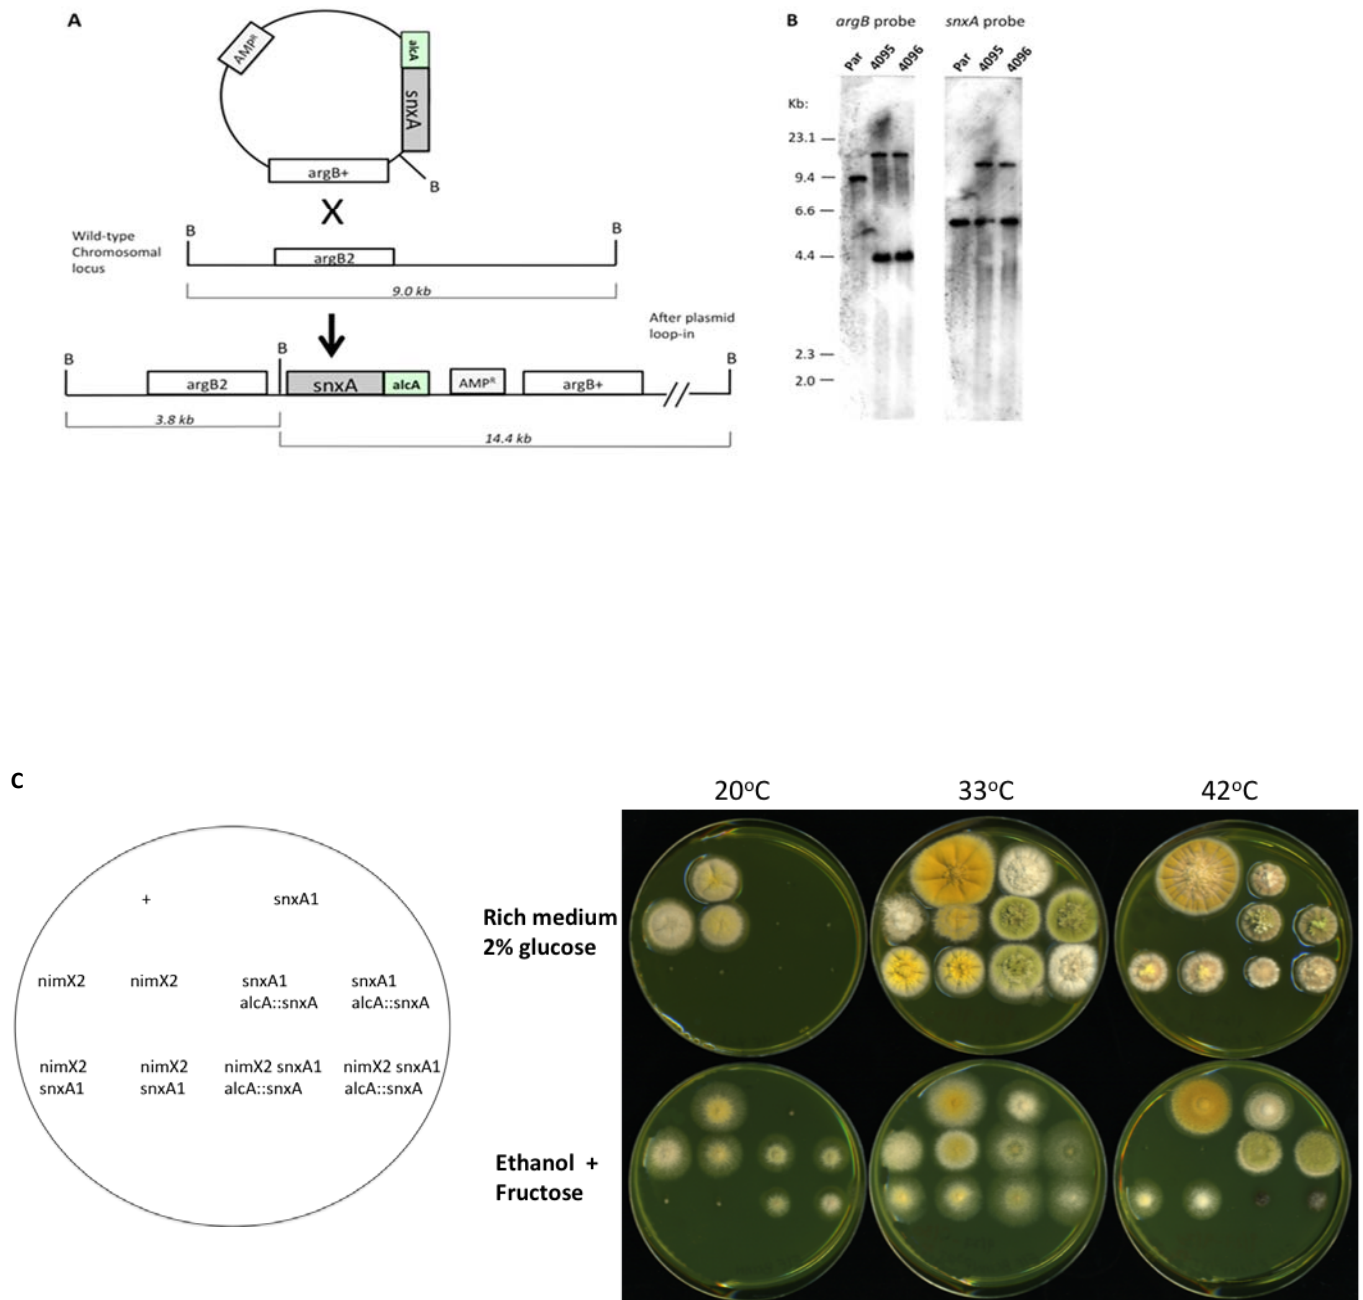 A
AMPR
alcA
snxA
argB+
B
X
Wild-type
Chromosomal
locus
B
argB2
B
9.0 kb
After plasmid
loop-in
B
argB2
B
snxA
alcA
AMPR
argB+
B
3.8 kb
14.4 kb
B
argB probe
snxA probe
Par
4095
4096
Par
4095
4096
Kb:
23.1
9.4
6.6
4.4
2.3
2.0
C
20°C
33°C
42°C
+
snxA1
nimX2
nimX2
snxA1
alcA::snxA
snxA1
alcA::snxA
nimX2
snxA1
nimX2
snxA1
nimX2 snxA1
alcA::snxA
nimX2 snxA1
alcA::snxA
Rich medium
2% glucose
Ethanol +
Fructose